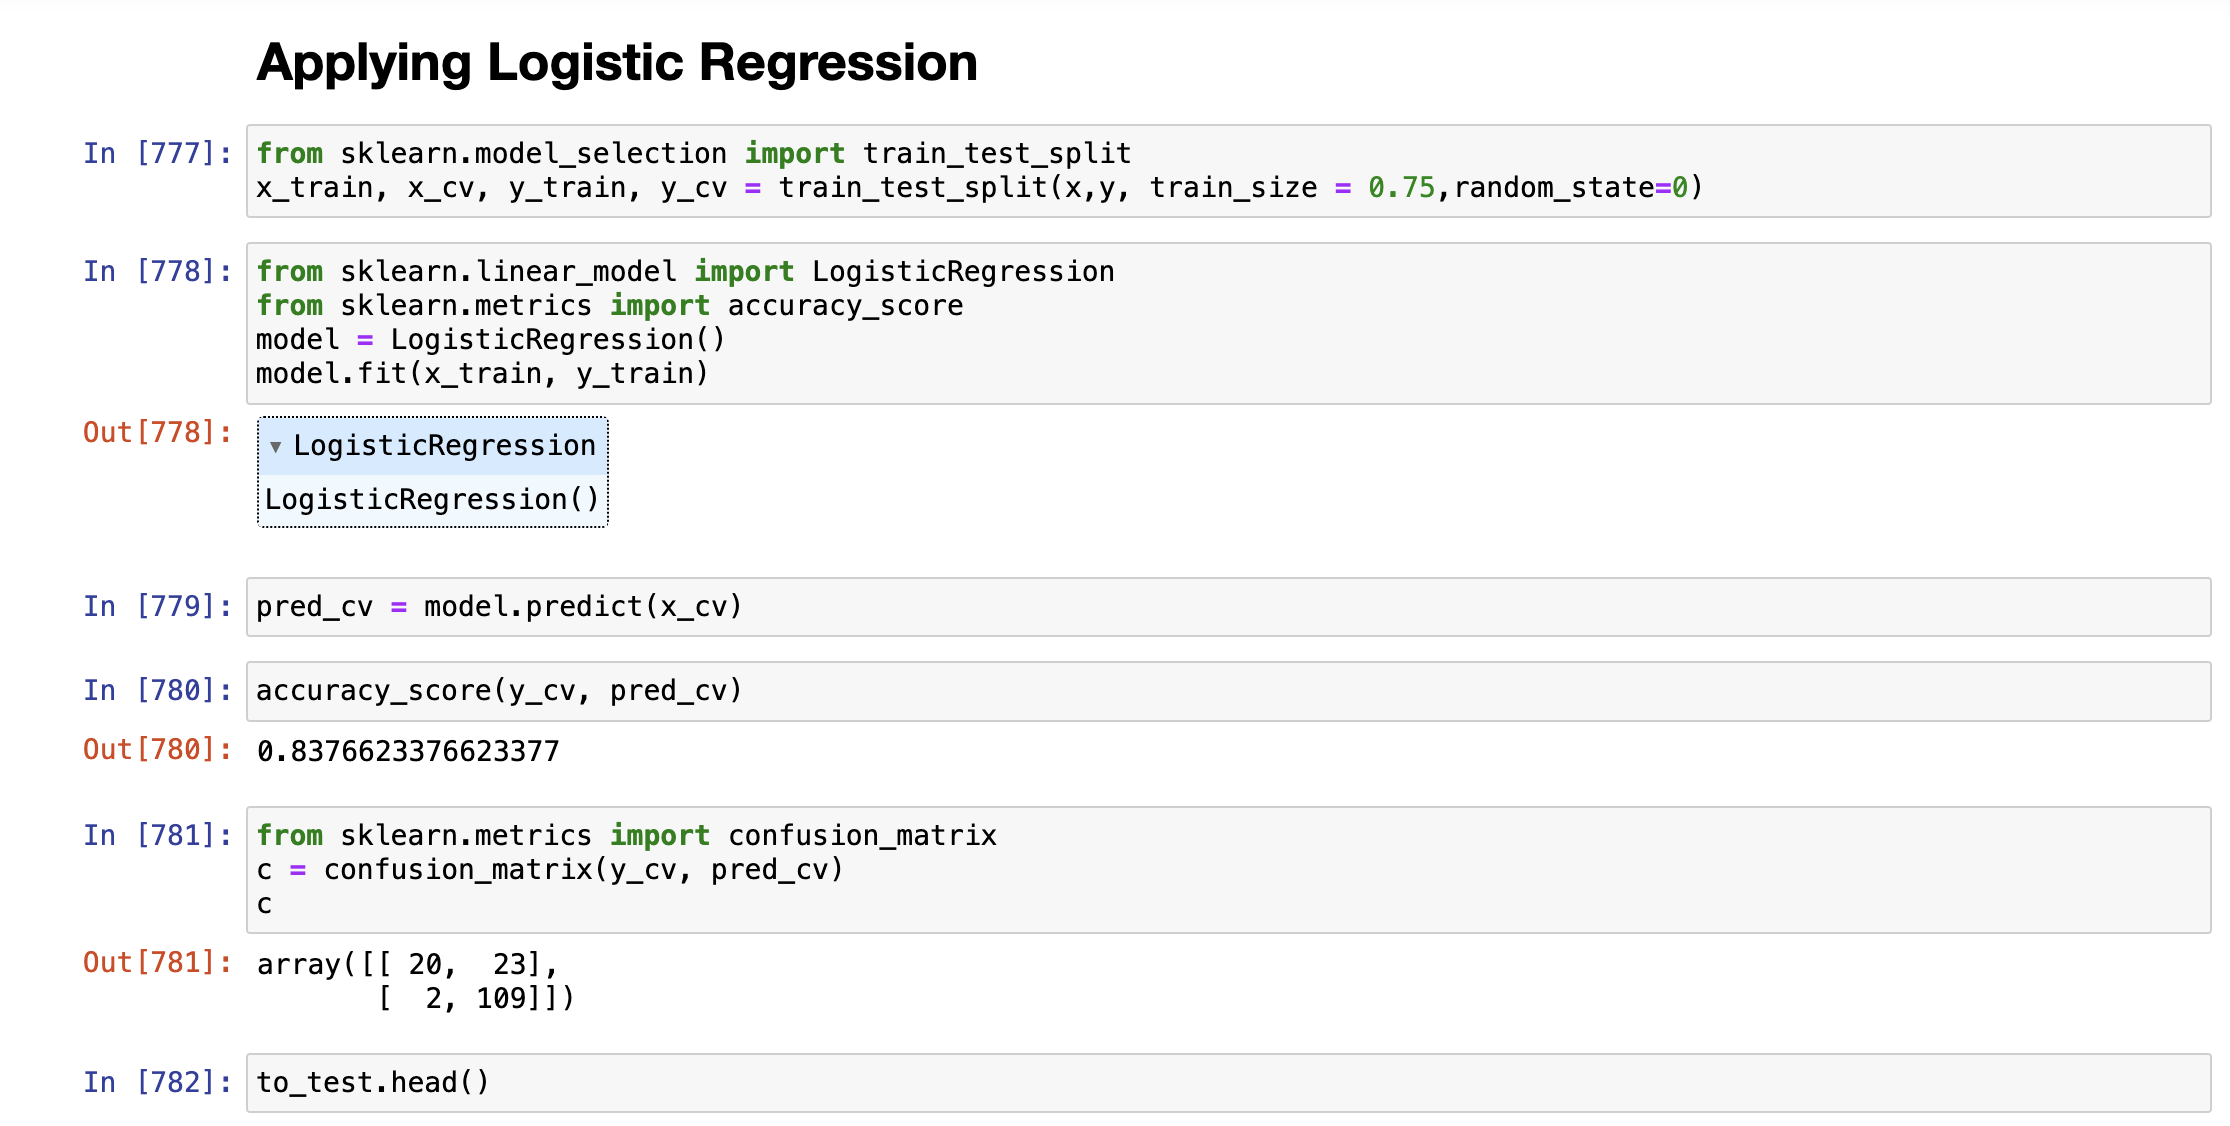 Applying Logistic Regression
In [777]: from sklearn.model_selection import train_test_split
x_train, x_cv, y_train, y_cv = train_test_split(x,y, train_size = 0.75,random_state=0)
In [778]: from sklearn.linear_model import LogisticRegression
from sklearn.metrics import accuracy_score
model = LogisticRegression()
model.fit(x_train, y_train)
Out[778]: ▾ LogisticRegression
LogisticRegression()
In [779]: pred_cv = model.predict(x_cv)
In [780]: accuracy_score(y_cv, pred_cv)
Out[780]: 0.8376623376623377
In [781]: from sklearn.metrics import confusion_matrix
c = confusion_matrix(y_cv, pred_cv)
c
Out[781]: array([[ 20,  23],
       [  2, 109]])
In [782]: to_test.head()